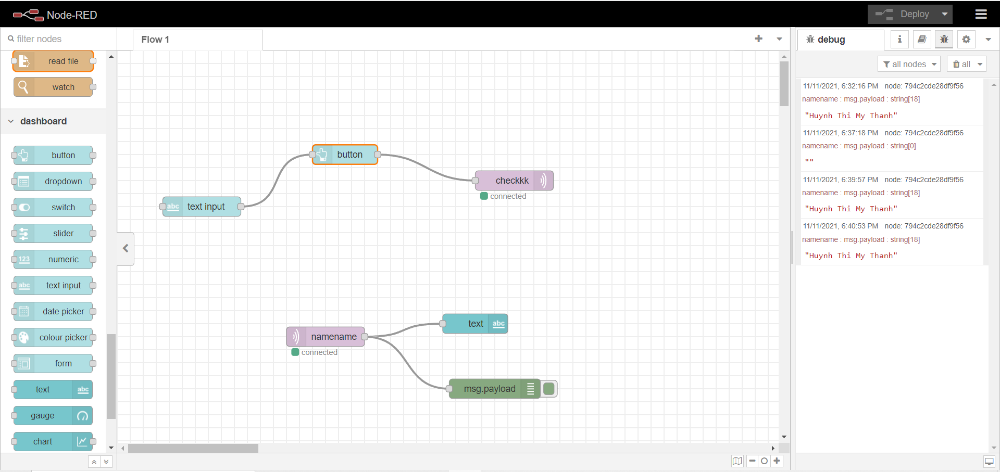 Node-RED
Deploy
filter nodes
read file
watch
dashboard
button
dropdown
switch
slider
123 numeric
abc text input
date picker
colour picker
form
text abc
gauge
chart
Flow 1
button
checkkk
connected
abc text input
text abc
namename
connected
msg.payload
debug
i
all nodes
all
11/11/2021, 6:32:16 PM node: 794c2cde28df9f56
namename : msg.payload : string[18]
"Huynh Thi My Thanh"
11/11/2021, 6:37:18 PM node: 794c2cde28df9f56
namename : msg.payload : string[0]
""
11/11/2021, 6:39:57 PM node: 794c2cde28df9f56
namename : msg.payload : string[18]
"Huynh Thi My Thanh"
11/11/2021, 6:40:53 PM node: 794c2cde28df9f56
namename : msg.payload : string[18]
"Huynh Thi My Thanh"